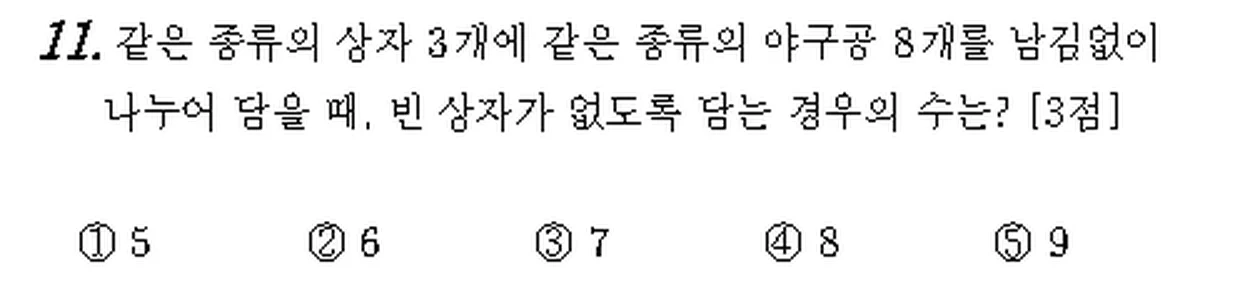 11. 같은 종류의 상자 3개에 같은 종류의 야구공 8개를 남김없이
나누어 담을 때, 빈 상자가 없도록 담는 경우의 수는? [3점]
① 5 ② 6 ③ 7 ④ 8 ⑤ 9